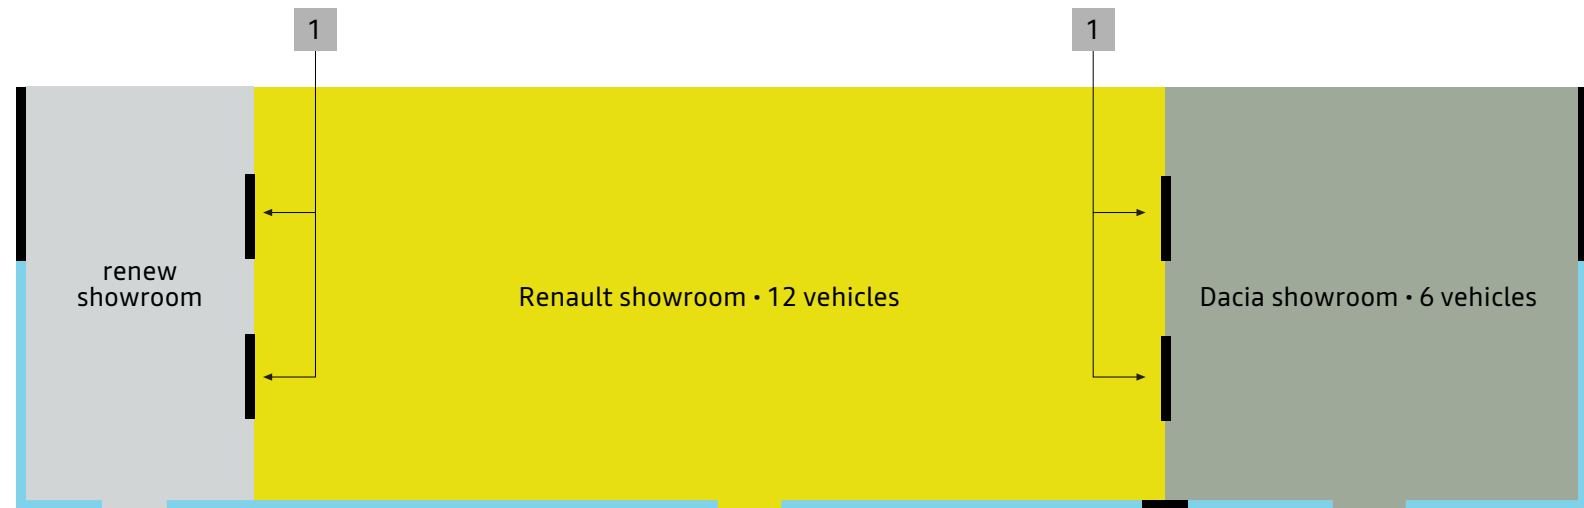 1
1
renew
showroom
Renault showroom • 12 vehicles
Dacia showroom • 6 vehicles